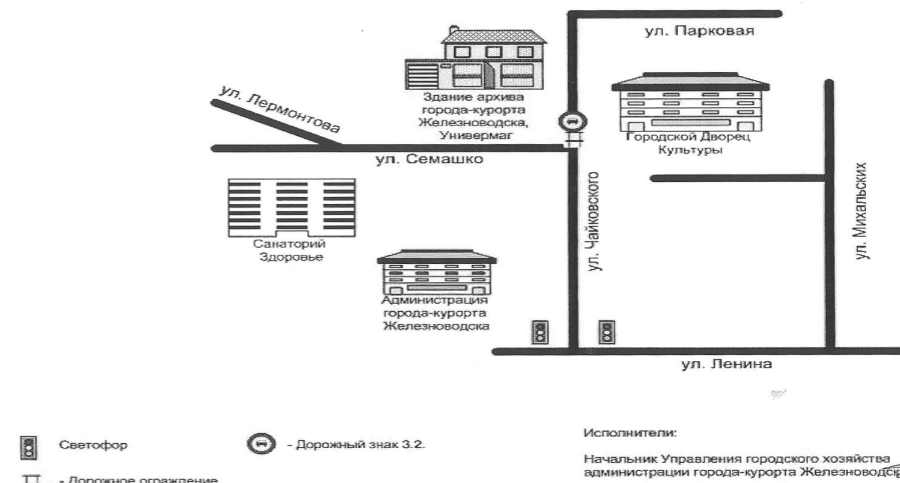 ул. Парковая
Здание архива
города-курорта
Железноводска,
Универмаг
ул. Лермонтова
Городской Дворец
Культуры
ул. Семашко
ул. Чайковского
ул. Михальских
Санаторий
Здоровье
Администрация
города-курорта
Железноводска
ул. Ленина
Светофор
- Дорожный знак 3.2.
- Дорожное ограждение
Исполнители:
Начальник Управления городского хозяйства
администрации города-курорта